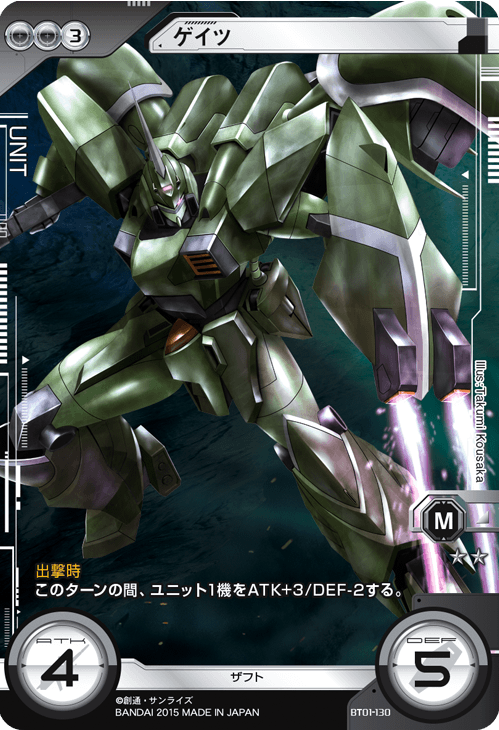 3
ゲイツ
UNIT
Illus:Takumi Kousaka
M
出撃時
このターンの間、ユニット1機をATK+3/DEF-2する。
ATK
4
DEF
5
ザフト
©創通・サンライズ
BANDAI 2015 MADE IN JAPAN
BT01-130